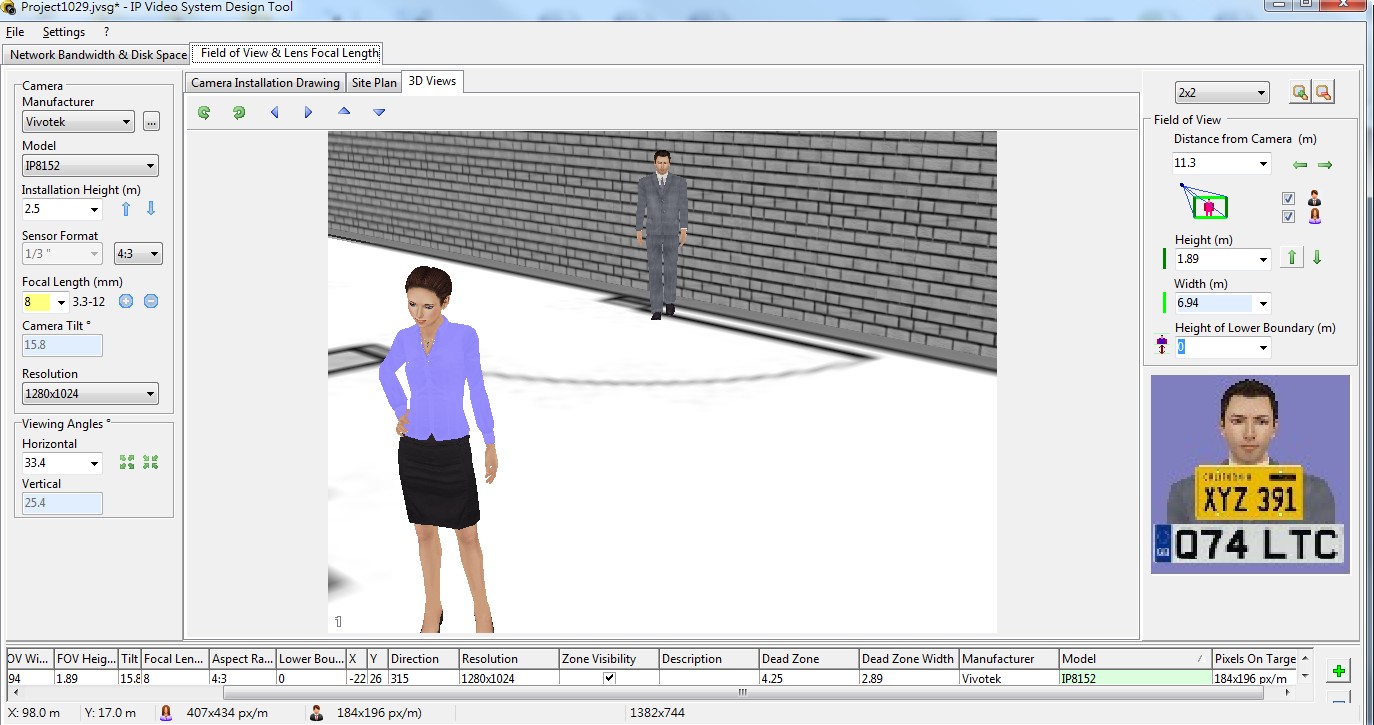 Project1029.jvsg* - IP Video System Design Tool
File Settings ?
Network Bandwidth & Disk Space Field of View & Lens Focal Length
Camera
Manufacturer
Vivotek ...
Model
IP8152
Installation Height (m)
2.5
Sensor Format
1/3 " 4:3
Focal Length (mm)
8 3.3-12
Camera Tilt °
15.8
Resolution
1280x1024
Viewing Angles °
Horizontal
33.4
Vertical
25.4
Camera Installation Drawing Site Plan 3D Views
1
2x2
Field of View
Distance from Camera (m)
11.3
Height (m)
1.89
Width (m)
6.94
Height of Lower Boundary (m)
0
CALIFORNIA
XYZ 391
GB Q74 LTC
OV Wi... FOV Heig... Tilt Focal Len... Aspect Ra... Lower Bou... X Y Direction Resolution Zone Visibility Description Dead Zone Dead Zone Width Manufacturer Model Pixels On Targe
94 1.89 15.8 8 4:3 0 -22 26 315 1280x1024 4.25 2.89 Vivotek IP8152 184x196 px/m
X: 98.0 m Y: 17.0 m 407x434 px/m 184x196 px/m) 1382x744